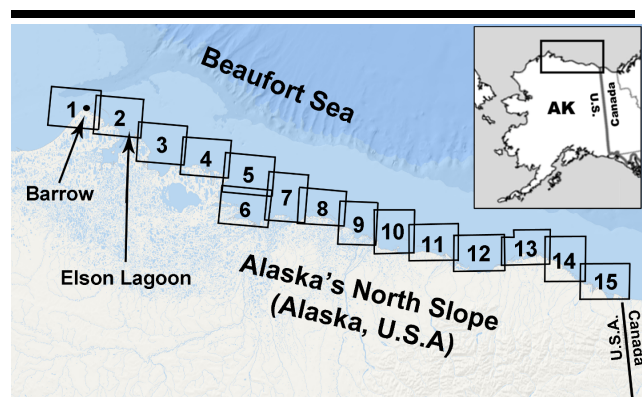 Beaufort Sea
AK
U.S.
Canada
1
2
3
4
5
6
7
8
9
10
11
12
13
14
15
Barrow
Elson Lagoon
Alaska's North Slope
(Alaska, U.S.A)
U.S.A.
Canada